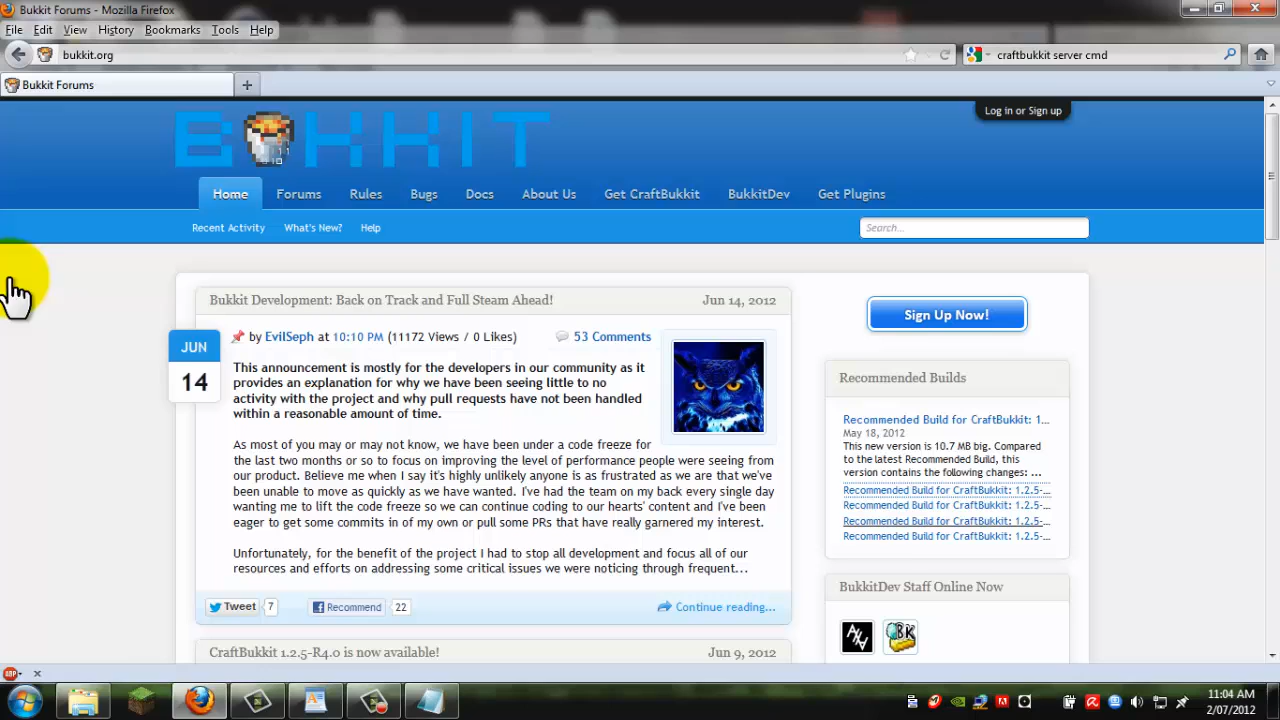 Bukkit Forums - Mozilla Firefox
File Edit View History Bookmarks Tools Help
bukkit.org
craftbukkit server cmd
Bukkit Forums
Log in or Sign up
BUKKIT
Home Forums Rules Bugs Docs About Us Get CraftBukkit BukkitDev Get Plugins
Recent Activity What's New? Help
Search...
Bukkit Development: Back on Track and Full Steam Ahead! Jun 14, 2012
JUN
14
by EvilSeph at 10:10 PM (11172 Views / 0 Likes) 53 Comments
This announcement is mostly for the developers in our community as it
provides an explanation for why we have been seeing little to no
activity with the project and why pull requests have not been handled
within a reasonable amount of time.
As most of you may or may not know, we have been under a code freeze for
the last two months or so to focus on improving the level of performance people were seeing from
our product. Believe me when I say it's highly unlikely anyone is as frustrated as we are that we've
been unable to move as quickly as we have wanted. I've had the team on my back every single day
wanting me to lift the code freeze so we can continue coding to our hearts' content and I've been
eager to get some commits in of my own or pull some PRs that have really garnered my interest.
Unfortunately, for the benefit of the project I had to stop all development and focus all of our
resources and efforts on addressing some critical issues we were noticing through frequent...
Tweet 7 Recommend 22 Continue reading...
CraftBukkit 1.2.5-R4.0 is now available! Jun 9, 2012
Sign Up Now!
Recommended Builds
Recommended Build for CraftBukkit: 1...
May 18, 2012
This new version is 10.7 MB big. Compared
to the latest Recommended Build, this
version contains the following changes: ...
Recommended Build for CraftBukkit: 1.2.5-...
Recommended Build for CraftBukkit: 1.2.5-...
Recommended Build for CraftBukkit: 1.2.5-...
Recommended Build for CraftBukkit: 1.2.5-...
BukkitDev Staff Online Now
BK
ABP
11:04 AM
2/07/2012